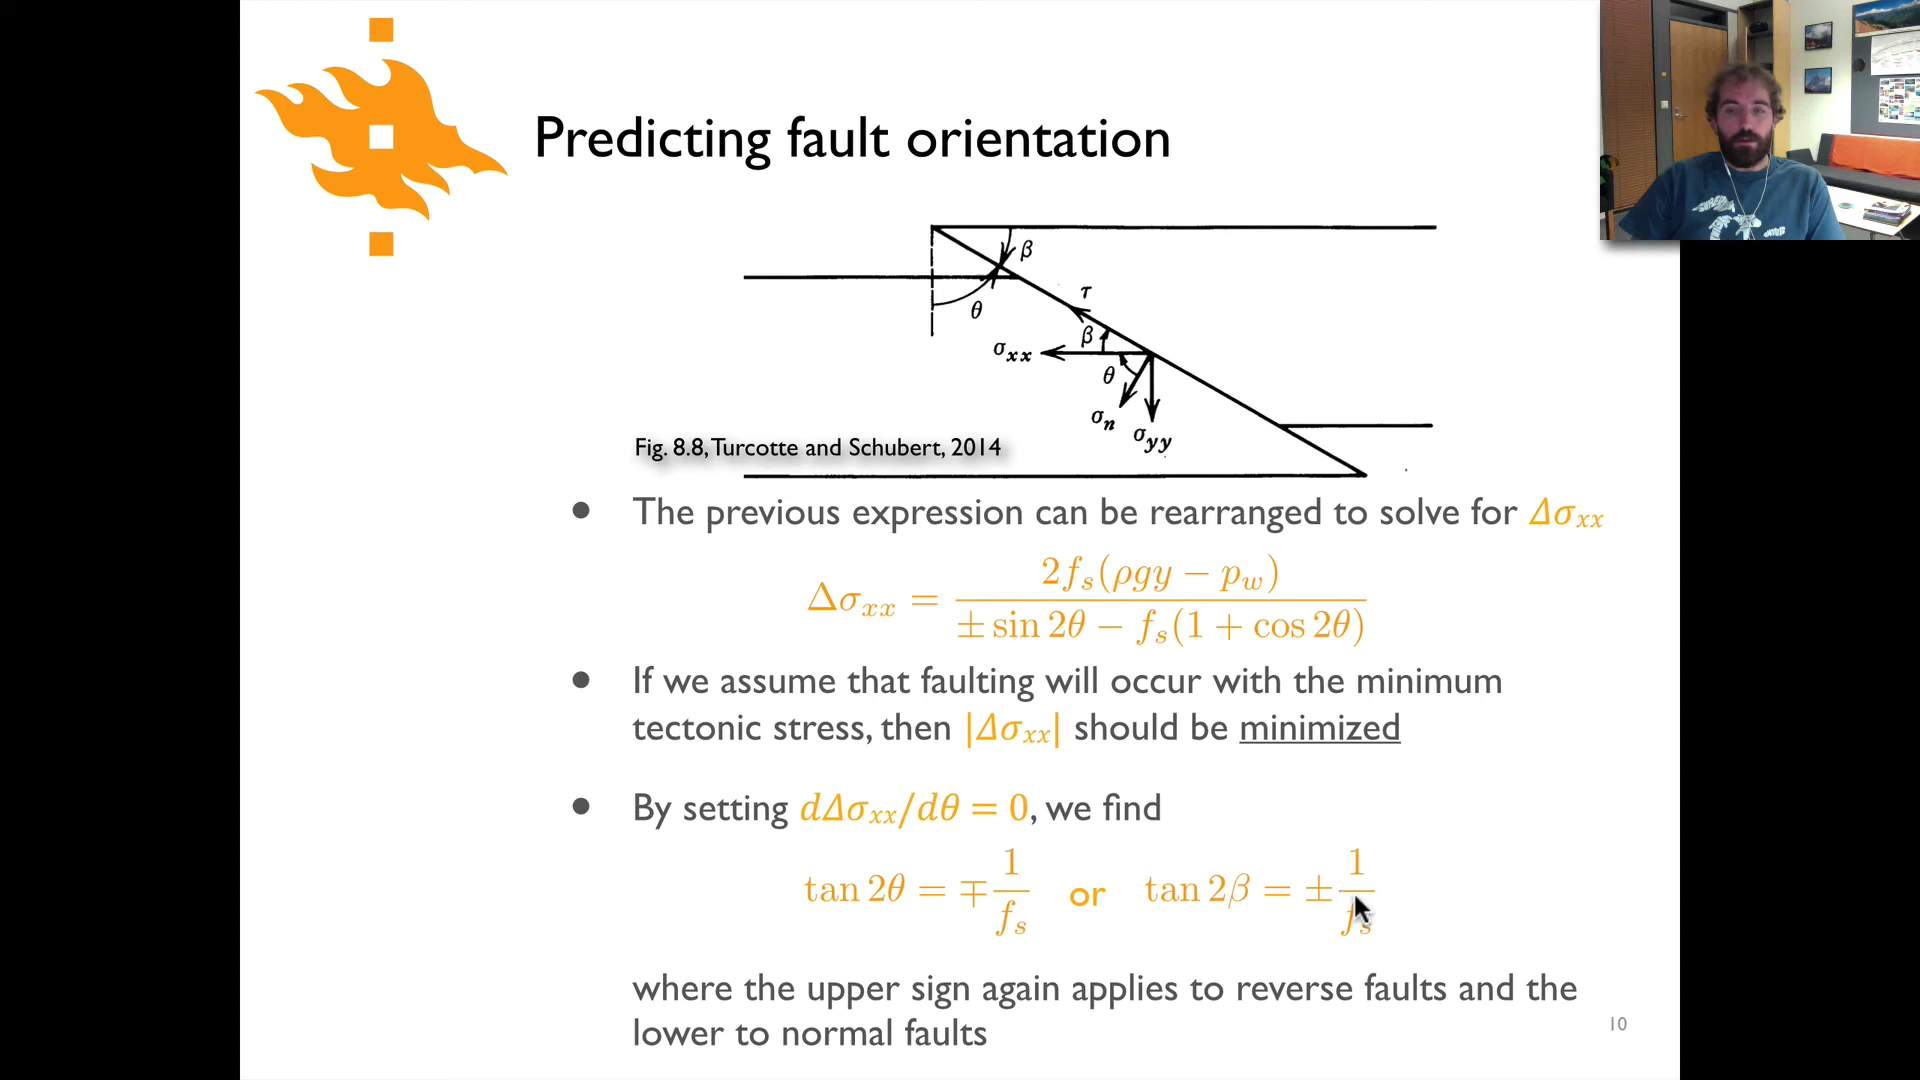 Predicting fault orientation
β
θ
τ
β
σxx
θ
σn
σyy
Fig. 8.8, Turcotte and Schubert, 2014
• The previous expression can be rearranged to solve for Δσxx
Δσxx = 2fs(ρgy − pw) / ± sin 2θ − fs(1 + cos 2θ)
• If we assume that faulting will occur with the minimum
tectonic stress, then |Δσxx| should be minimized
• By setting dΔσxx/dθ = 0, we find
tan 2θ = ∓ 1/fs or tan 2β = ± 1/fs
where the upper sign again applies to reverse faults and the
lower to normal faults
10